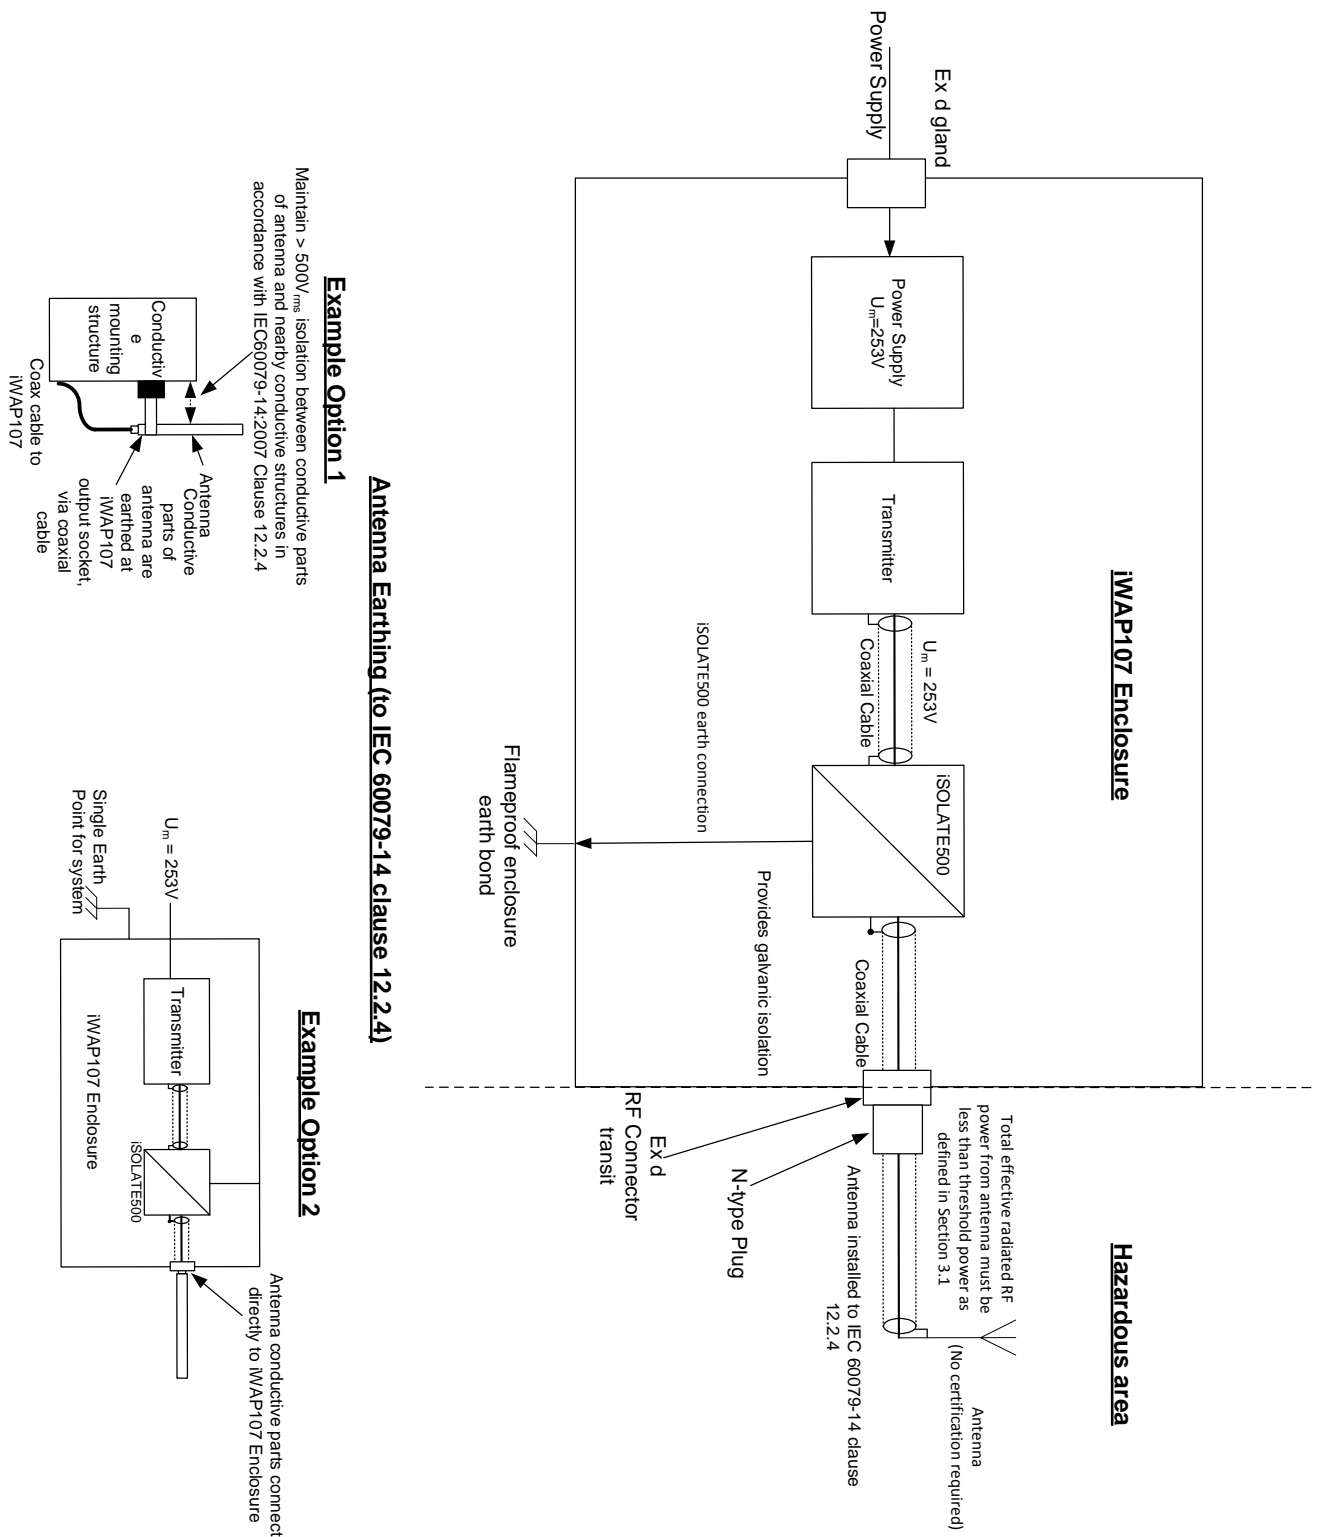 iWAP107 Enclosure
Hazardous area
Ex d gland
Power Supply
Power Supply
Um=253V
Transmitter
Um = 253V
Coaxial Cable
iSOLATE500
iSOLATE500 earth connection
Flameproof enclosure
earth bond
Provides galvanic isolation
Coaxial Cable
Ex d
RF Connector
transit
N-type Plug
Total effective radiated RF
power from antenna must be
less than threshold power as
defined in Section 3.1
Antenna
(No certification required)
Antenna installed to IEC 60079-14 clause
12.2.4
Antenna Earthing (to IEC 60079-14 clause 12.2.4)
Example Option 1
Maintain > 500Vrms isolation between conductive parts
of antenna and nearby conductive structures in
accordance with IEC60079-14:2007 Clause 12.2.4
Conductiv
e
mounting
structure
Antenna
Conductive
parts of
antenna are
earthed at
iWAP107
output socket,
via coaxial
cable
Coax cable to
iWAP107
Example Option 2
Um = 253V
Single Earth
Point for system
Transmitter
iSOLATE500
iWAP107 Enclosure
Antenna conductive parts connect
directly to iWAP107 Enclosure